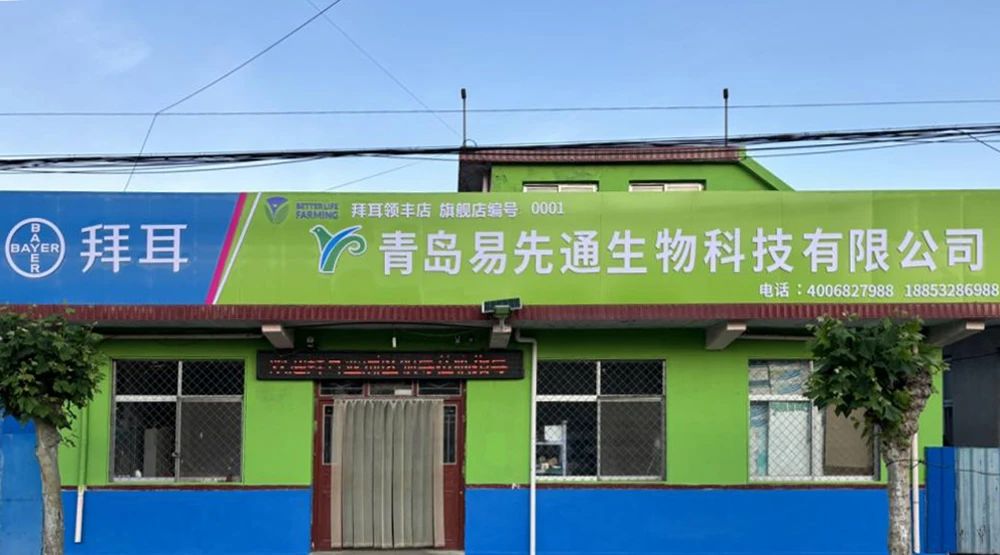 BAYER
BAYER
拜耳
BETTER LIFE
FARMING
拜耳领丰店 旗舰店编号 0001
青岛易先通生物科技有限公司
电话：4006827988 18853286988